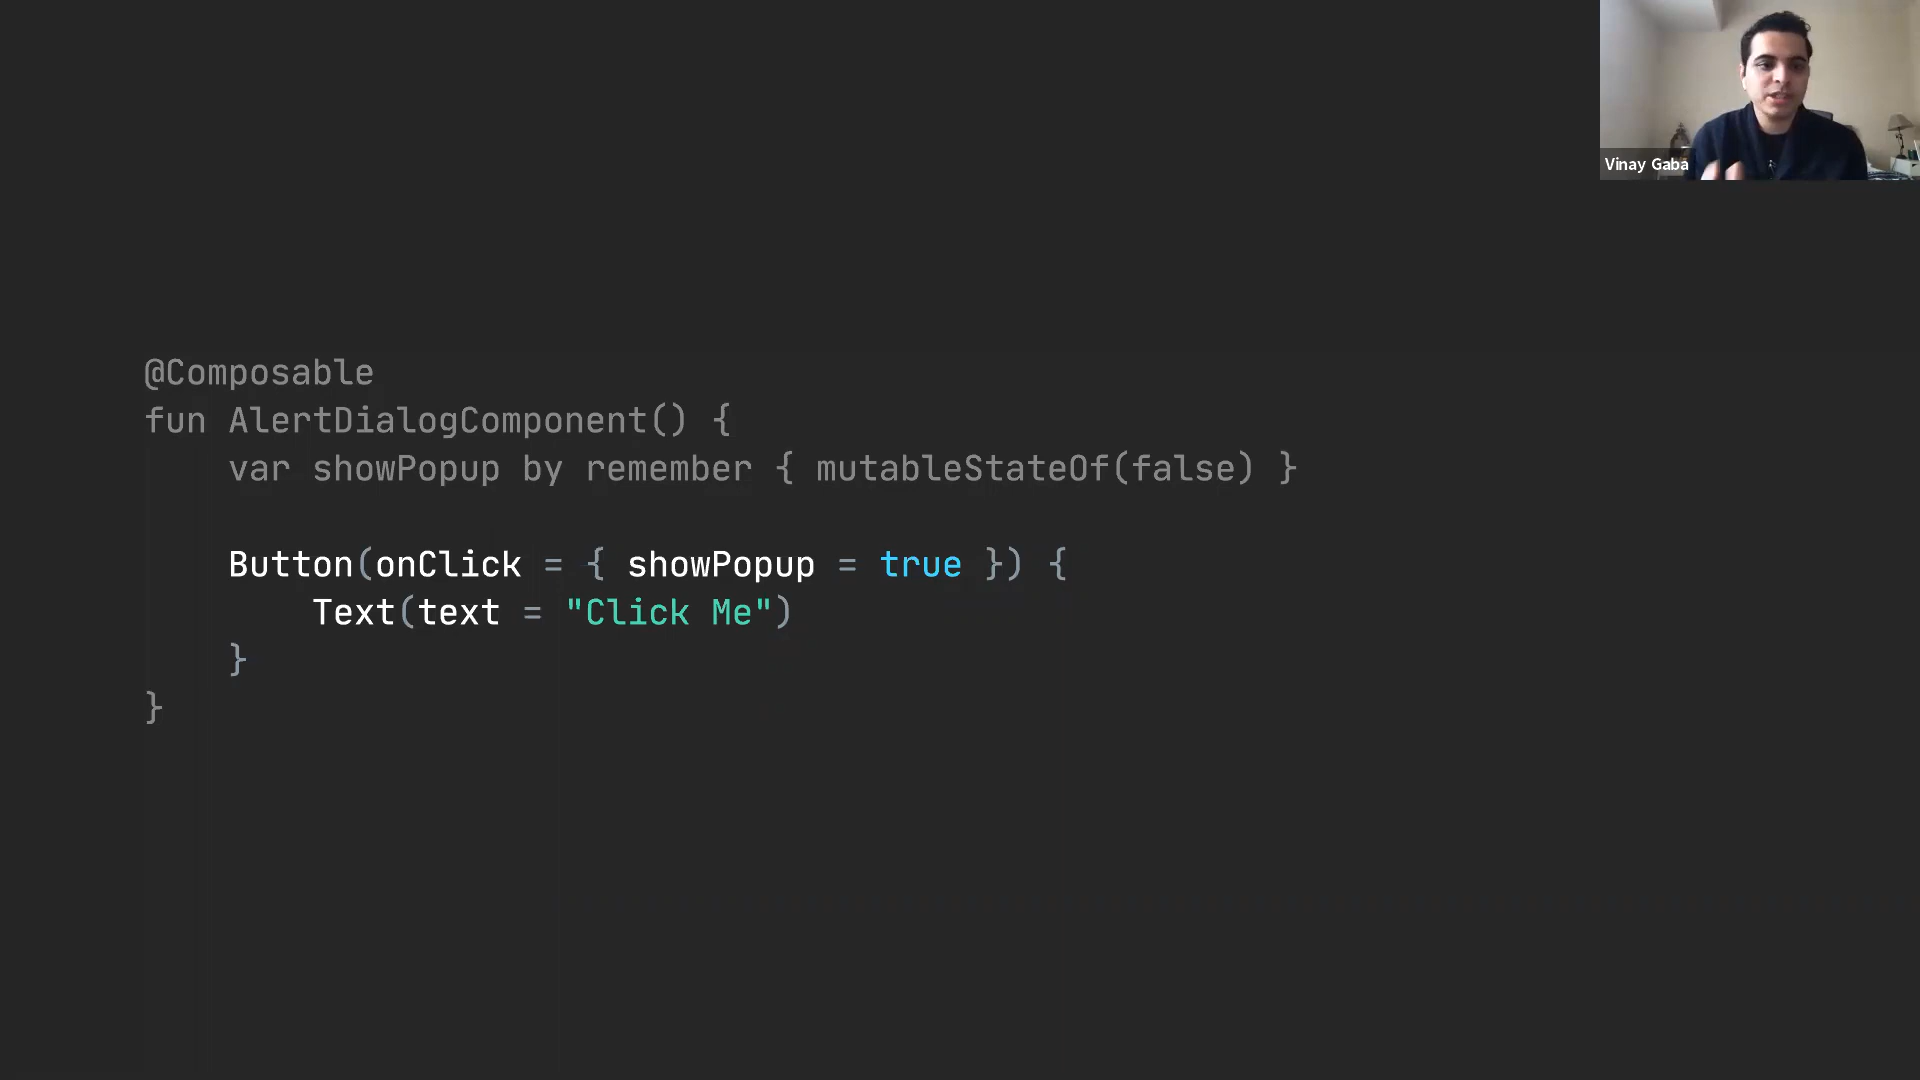 Vinay Gaba
@Composable
fun AlertDialogComponent() {
    var showPopup by remember { mutableStateOf(false) }
    Button(onClick = { showPopup = true }) {
        Text(text = "Click Me")
    }
}